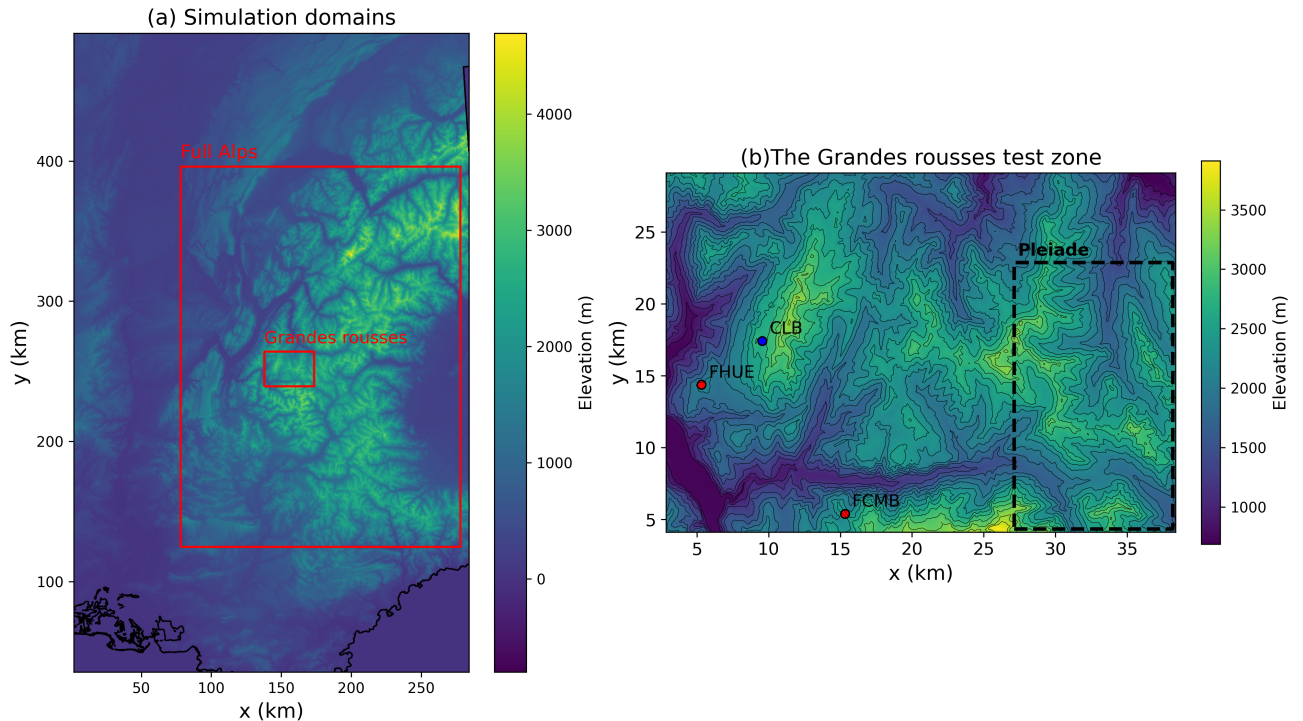 (a) Simulation domains
400
300
200
100
y (km)
50
100
150
200
250
x (km)
Full Alps
Grandes rousses
4000
3000
2000
1000
0
Elevation (m)
(b)The Grandes rousses test zone
25
20
15
10
5
y (km)
5
10
15
20
25
30
35
x (km)
Pleiade
CLB
FHUE
FCMB
3500
3000
2500
2000
1500
1000
Elevation (m)